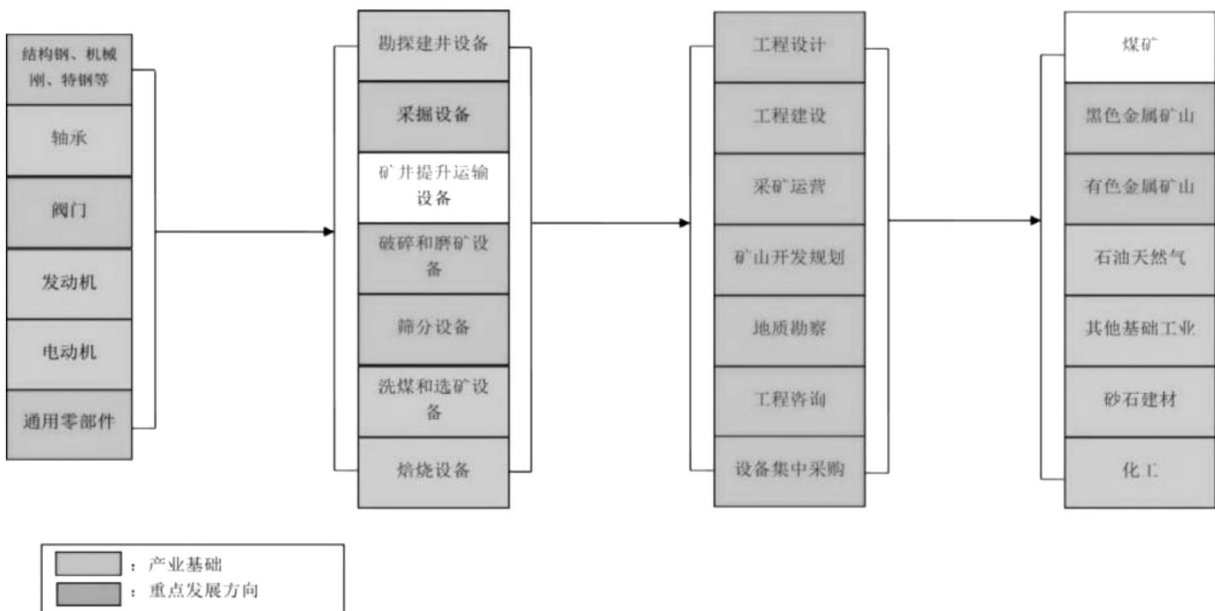 结构钢、机械
刚、特钢等
轴承
阀门
发动机
电动机
通用零部件
勘探建井设备
采掘设备
矿井提升运输
设备
破碎和磨矿设
备
筛分设备
洗煤和选矿设
备
焙烧设备
工程设计
工程建设
采矿运营
矿山开发规划
地质勘察
工程咨询
设备集中采购
煤矿
黑色金属矿山
有色金属矿山
石油天然气
其他基础工业
砂石建材
化工
：产业基础
：重点发展方向